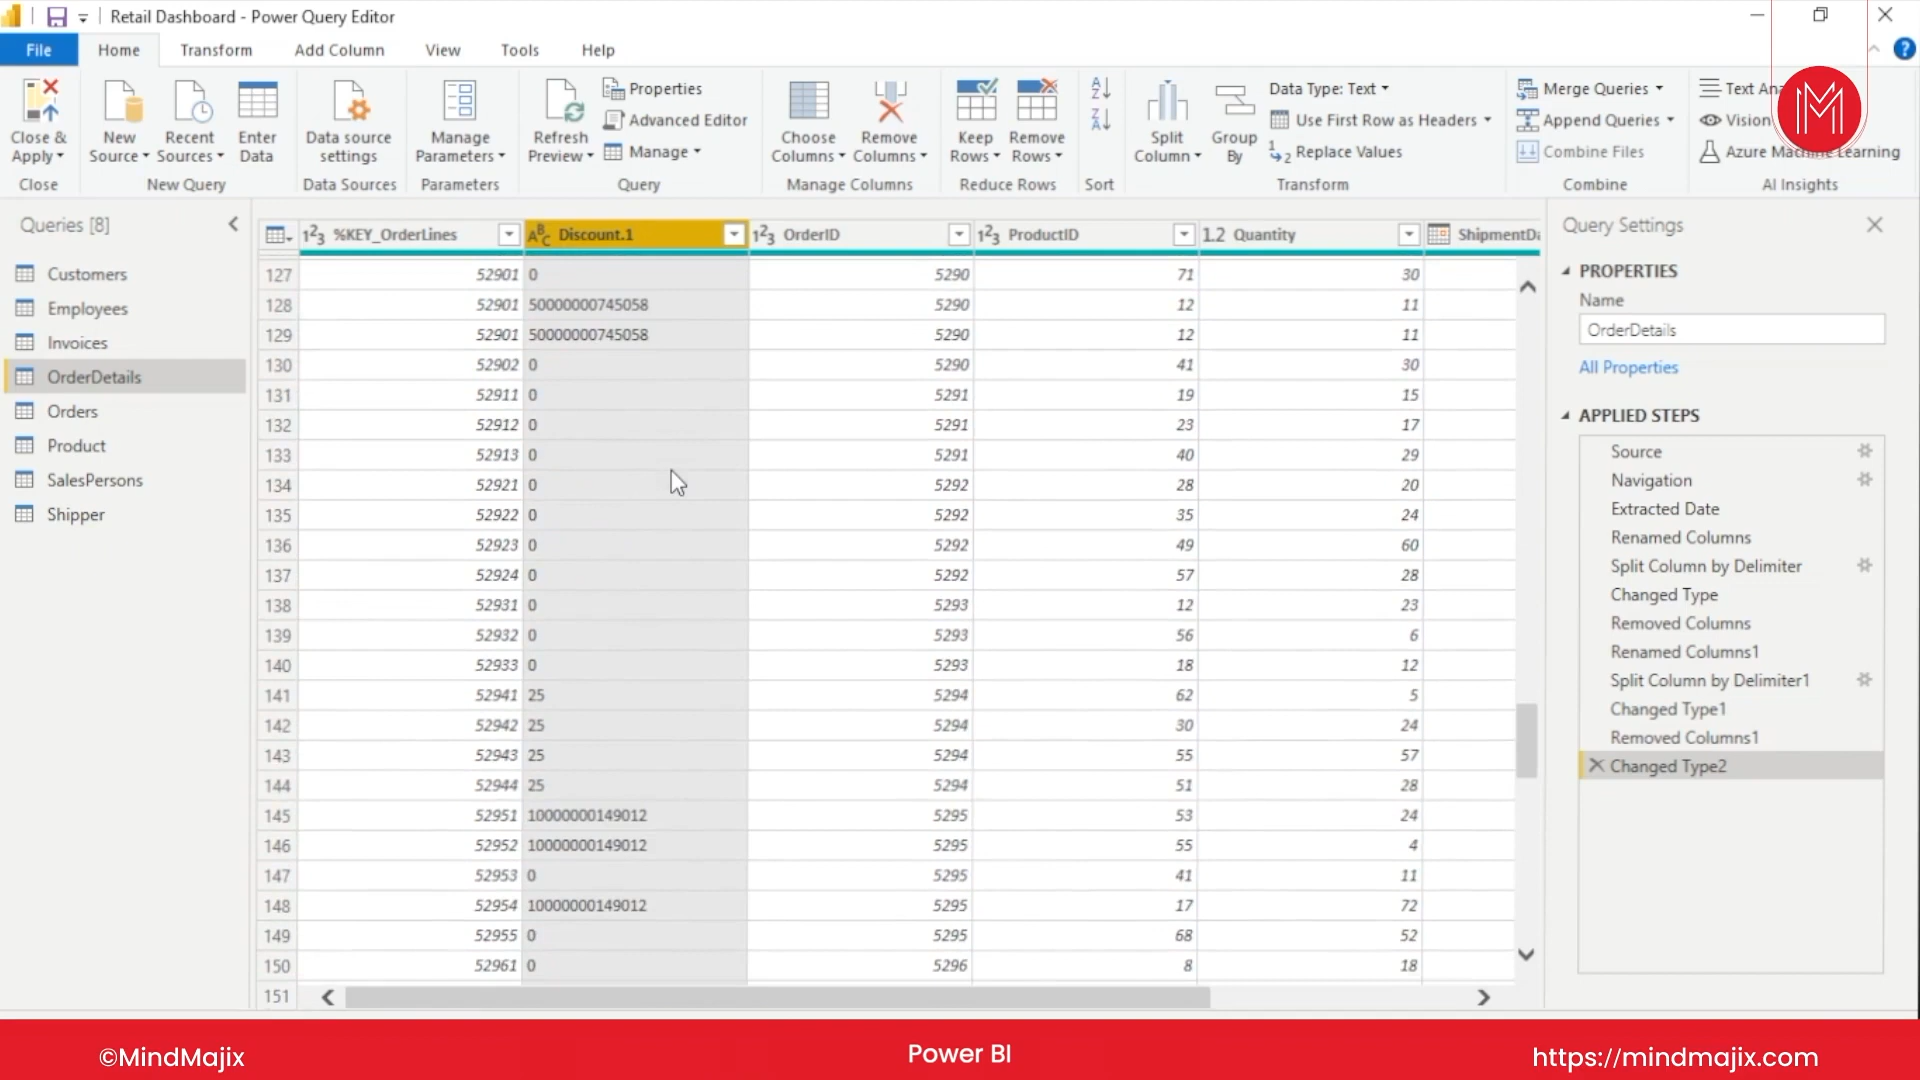 Retail Dashboard - Power Query Editor
File Home Transform Add Column View Tools Help
Close & Apply
New Source
Recent Sources
Enter Data
Data source settings
Manage Parameters
Refresh Preview
Properties
Advanced Editor
Manage
Choose Columns
Remove Columns
Keep Rows
Remove Rows
Split Column
Group By
Data Type: Text
Use First Row as Headers
Replace Values
Merge Queries
Append Queries
Combine Files
Text Ana
Vision
Azure Machine Learning
Close New Query Data Sources Parameters Query Manage Columns Reduce Rows Sort Transform Combine AI Insights
Queries [8]
Customers
Employees
Invoices
OrderDetails
Orders
Product
SalesPersons
Shipper
%KEY_OrderLines Discount.1 OrderID ProductID 1.2 Quantity ShipmentDa
127 52901 0 5290 71 30
128 52901 50000000745058 5290 12 11
129 52901 50000000745058 5290 12 11
130 52902 0 5290 41 30
131 52911 0 5291 19 15
132 52912 0 5291 23 17
133 52913 0 5291 40 29
134 52921 0 5292 28 20
135 52922 0 5292 35 24
136 52923 0 5292 49 60
137 52924 0 5292 57 28
138 52931 0 5293 12 23
139 52932 0 5293 56 6
140 52933 0 5293 18 12
141 52941 25 5294 62 5
142 52942 25 5294 30 24
143 52943 25 5294 55 57
144 52944 25 5294 51 28
145 52951 10000000149012 5295 53 24
146 52952 10000000149012 5295 55 4
147 52953 0 5295 41 11
148 52954 10000000149012 5295 17 72
149 52955 0 5295 68 52
150 52961 0 5296 8 18
151
Query Settings
PROPERTIES
Name
OrderDetails
All Properties
APPLIED STEPS
Source
Navigation
Extracted Date
Renamed Columns
Split Column by Delimiter
Changed Type
Removed Columns
Renamed Columns1
Split Column by Delimiter1
Changed Type1
Removed Columns1
Changed Type2
©MindMajix
Power BI
https://mindmajix.com